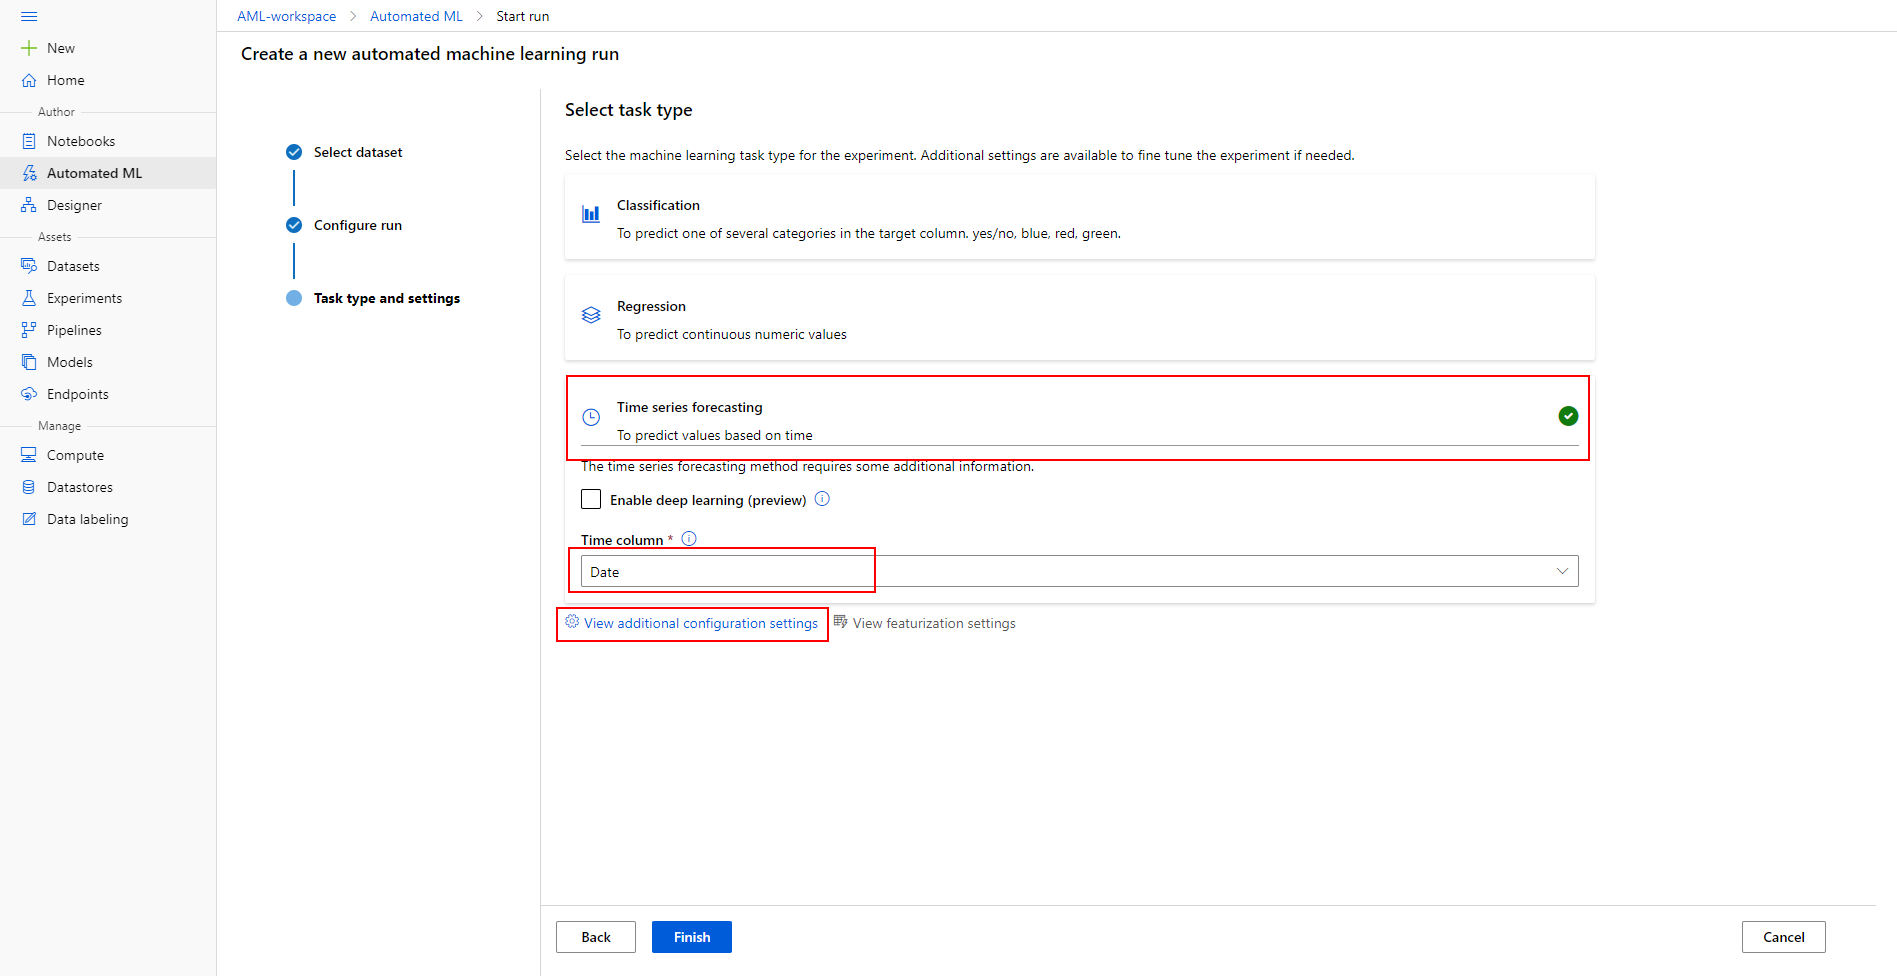 AML-workspace > Automated ML > Start run
New
Home
Author
Notebooks
Automated ML
Designer
Assets
Datasets
Experiments
Pipelines
Models
Endpoints
Manage
Compute
Datastores
Data labeling
Create a new automated machine learning run
Select dataset
Configure run
Task type and settings
Select task type
Select the machine learning task type for the experiment. Additional settings are available to fine tune the experiment if needed.
Classification
To predict one of several categories in the target column. yes/no, blue, red, green.
Regression
To predict continuous numeric values
Time series forecasting
To predict values based on time
The time series forecasting method requires some additional information.
Enable deep learning (preview)
Time column *
Date
View additional configuration settings View featurization settings
Back Finish Cancel